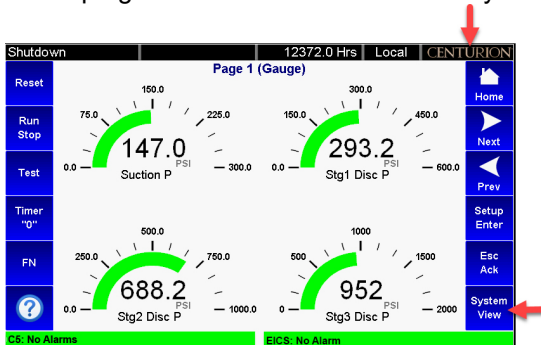 Shutdown 12372.0 Hrs Local CENTURION
Page 1 (Gauge)
Reset
Run
Stop
Test
Timer
"0"
FN
?
0.0 75.0 150.0 225.0 300.0
147.0
PSI
Suction P
0.0 150.0 300.0 450.0 600.0
293.2
PSI
Stg1 Disc P
0.0 250.0 500.0 750.0 1000.0
688.2
PSI
Stg2 Disc P
0 500 1000 1500 2000
952
PSI
Stg3 Disc P
Home
Next
Prev
Setup
Enter
Esc
Ack
System
View
C5: No Alarms
EICS: No Alarm